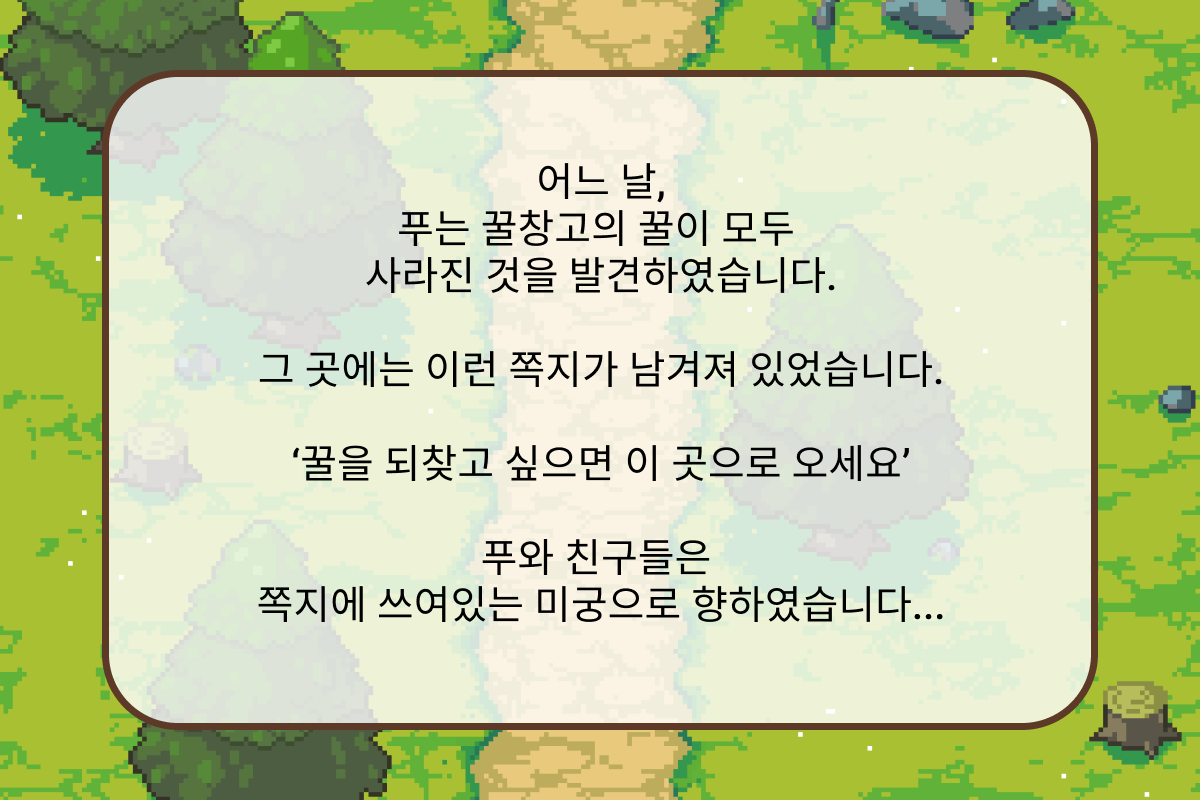 어느 날,
푸는 꿀창고의 꿀이 모두
사라진 것을 발견하였습니다.
그 곳에는 이런 쪽지가 남겨져 있었습니다.
‘꿀을 되찾고 싶으면 이 곳으로 오세요’
푸와 친구들은
쪽지에 쓰여있는 미궁으로 향하였습니다...